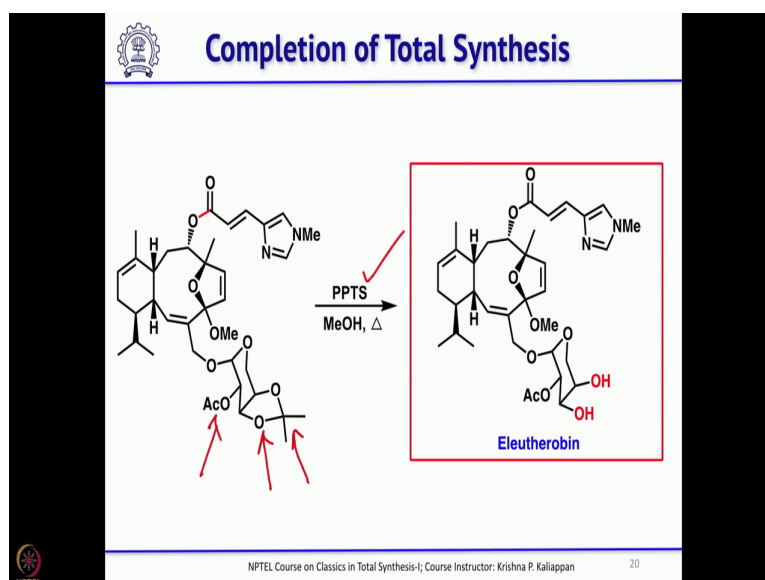 Completion of Total Synthesis
O
O
NMe
N
H
O
H
OMe
O
O
AcO
O
O
PPTS
MeOH, △
O
O
NMe
N
H
O
H
OMe
O
O
AcO
OH
OH
Eleutherobin
NPTEL Course on Classics in Total Synthesis-I; Course Instructor: Krishna P. Kaliappan
20